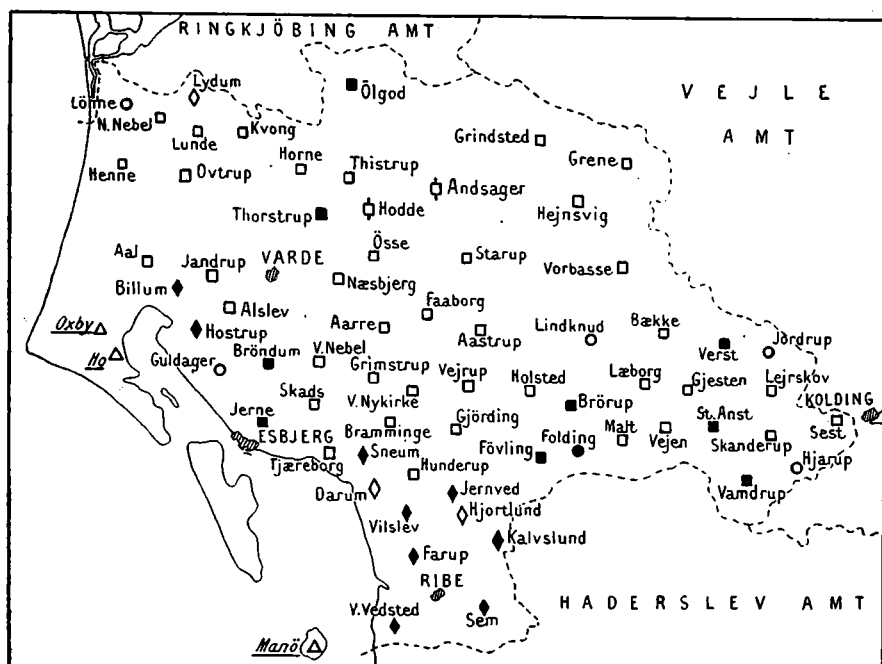 RINGKJÖBING AMT
VEJLE
AMT
Lydum
Ölgod
Lönne
N.Nebel
Lunde
Kvong
Grindsted
Grene
Henne
Ovtrup
Horne
Thistrup
Andsager
Hejnsvig
Thorstrup
Hodde
Aal
Jandrup
VARDE
Össe
Starup
Vorbasse
Billum
Næsbjerg
Faaborg
Alslev
Oxby
Hostrup
Aarre
Aastrup
Lindknud
Bække
Verst
Jordrup
Ho
Guldager
Bröndum
V.Nebel
Grimstrup
Vejrup
Holsted
Læborg
Gjesten
Lejrskov
KOLDING
Skads
V.Nykirke
Brörup
Jerne
ESBJERG
Bramminge
Gjörding
Malt
Vejen
St.Anst
Skanderup
Sest
Tjæreborg
Sneum
Fövling
Folding
Hjarup
Hunderup
Vamdrup
Darum
Jernved
Hjortlund
Vilslev
Kalvslund
Farup
RIBE
HADERSLEV AMT
V.Vedsted
Sem
Manö